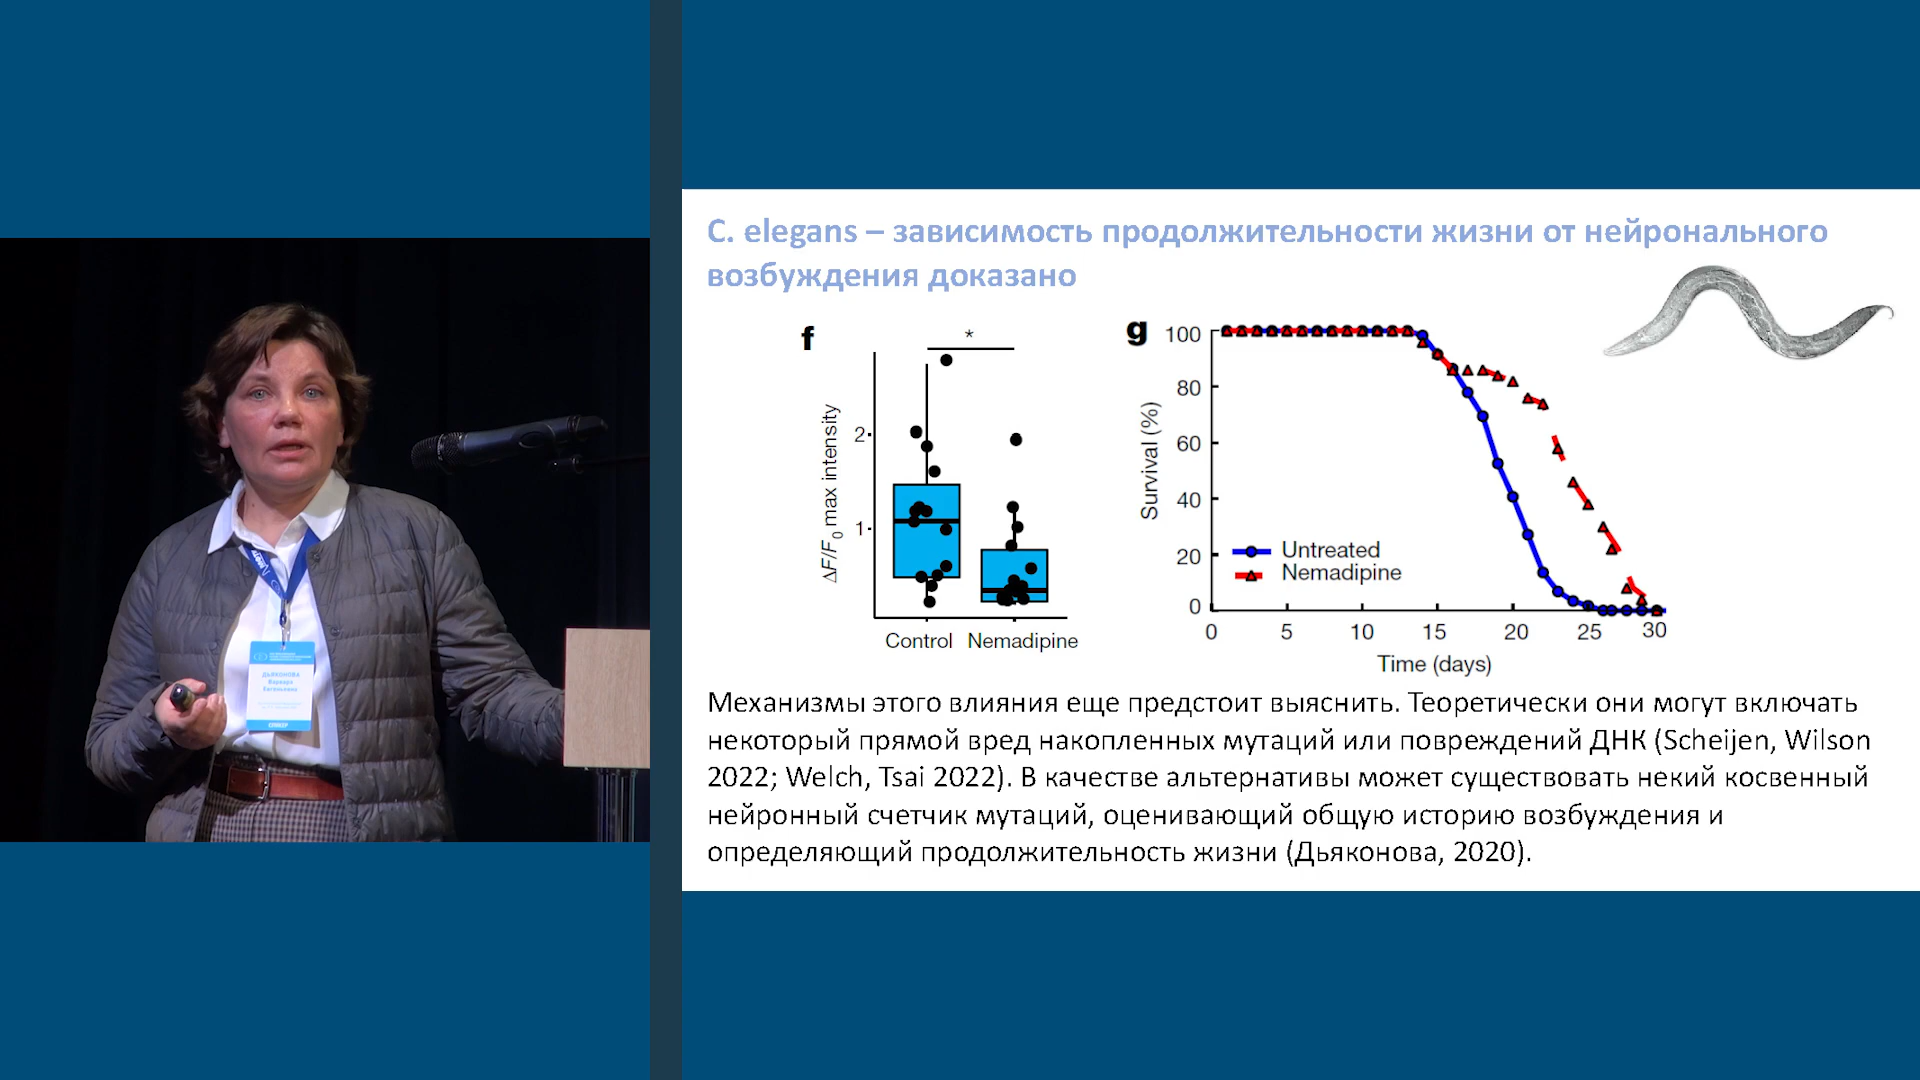 C. elegans – зависимость продолжительности жизни от нейронального
возбуждения доказано
f
*
ΔF/F0 max intensity
2
1
Control Nemadipine
g
Survival (%)
100
80
60
40
20
0
Untreated
Nemadipine
0 5 10 15 20 25 30
Time (days)
Механизмы этого влияния еще предстоит выяснить. Теоретически они могут включать
некоторый прямой вред накопленных мутаций или повреждений ДНК (Scheijen, Wilson
2022; Welch, Tsai 2022). В качестве альтернативы может существовать некий косвенный
нейронный счетчик мутаций, оценивающий общую историю возбуждения и
определяющий продолжительность жизни (Дьяконова, 2020).
ДЬЯКОНОВА
Варвара
Евгеньевна
СПИКЕР